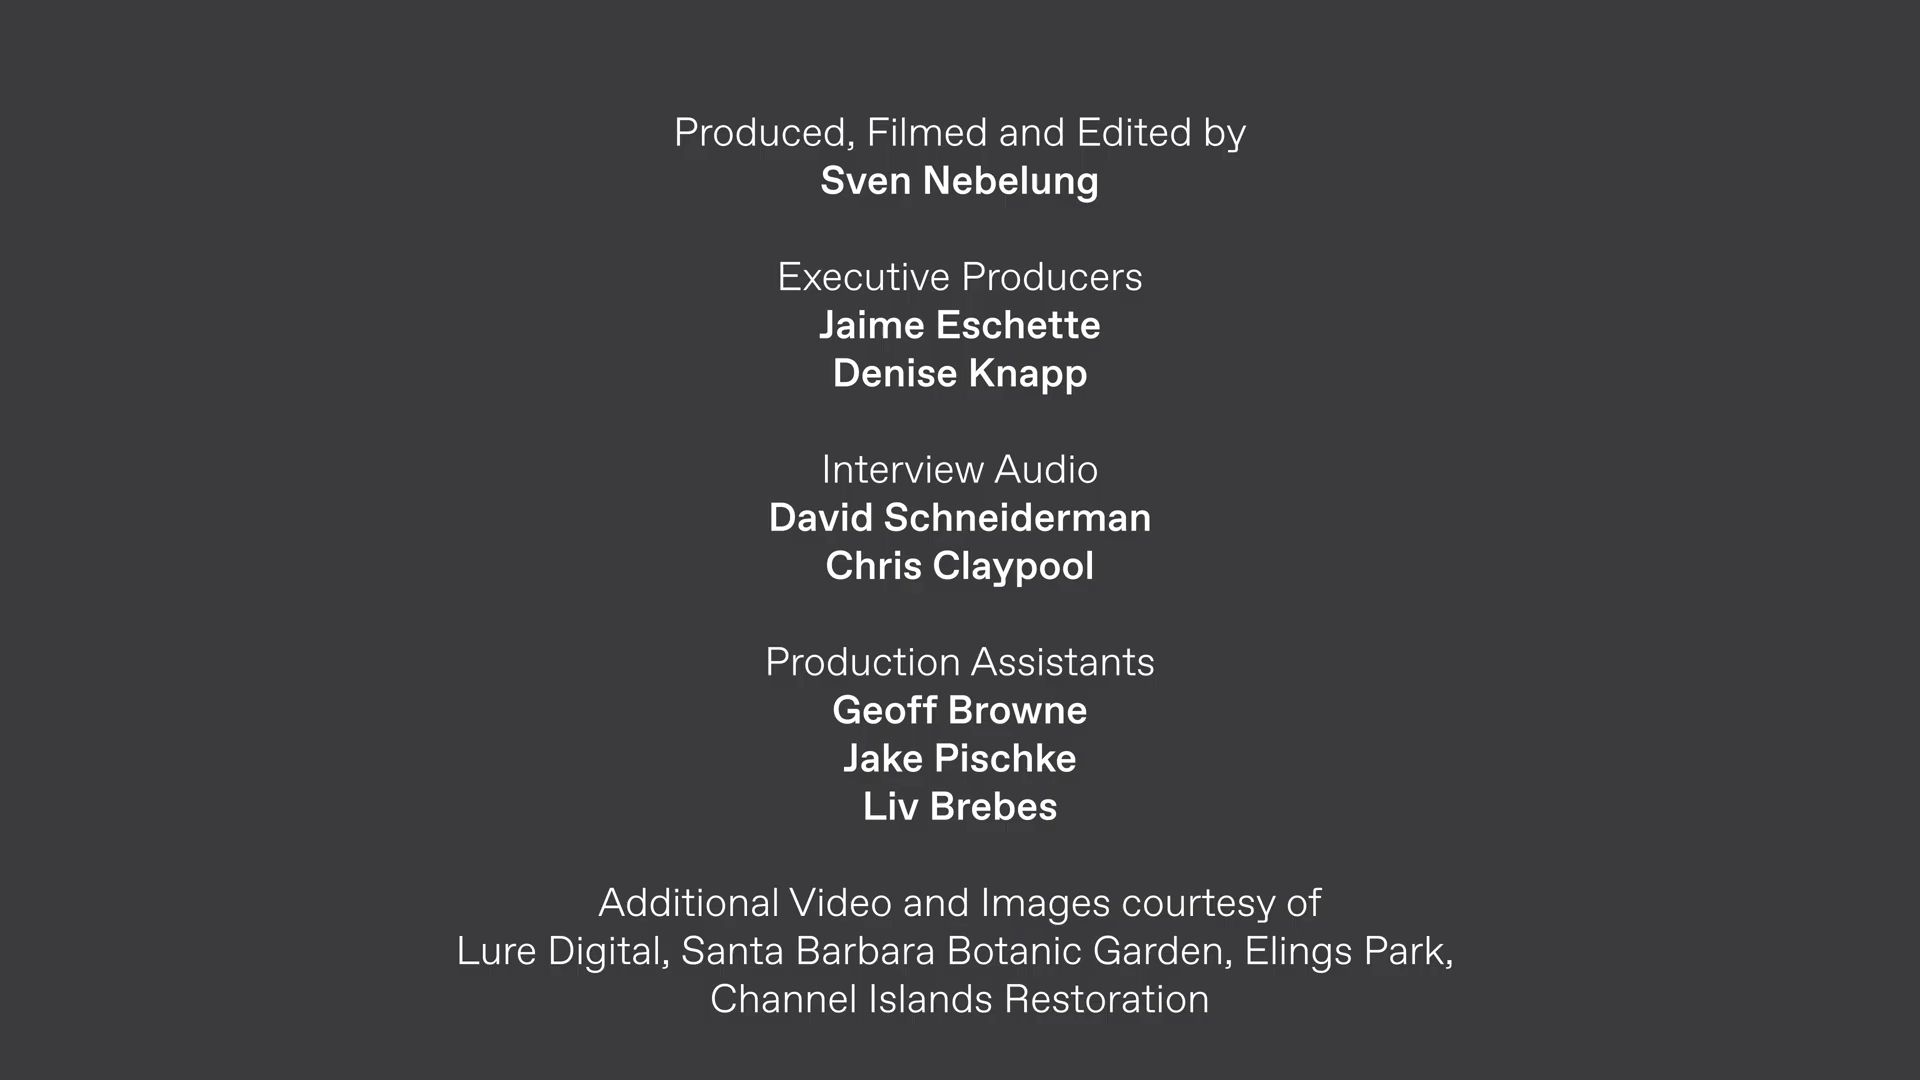 Produced, Filmed and Edited by
Sven Nebelung
Executive Producers
Jaime Eschette
Denise Knapp
Interview Audio
David Schneiderman
Chris Claypool
Production Assistants
Geoff Browne
Jake Pischke
Liv Brebes
Additional Video and Images courtesy of
Lure Digital, Santa Barbara Botanic Garden, Elings Park,
Channel Islands Restoration